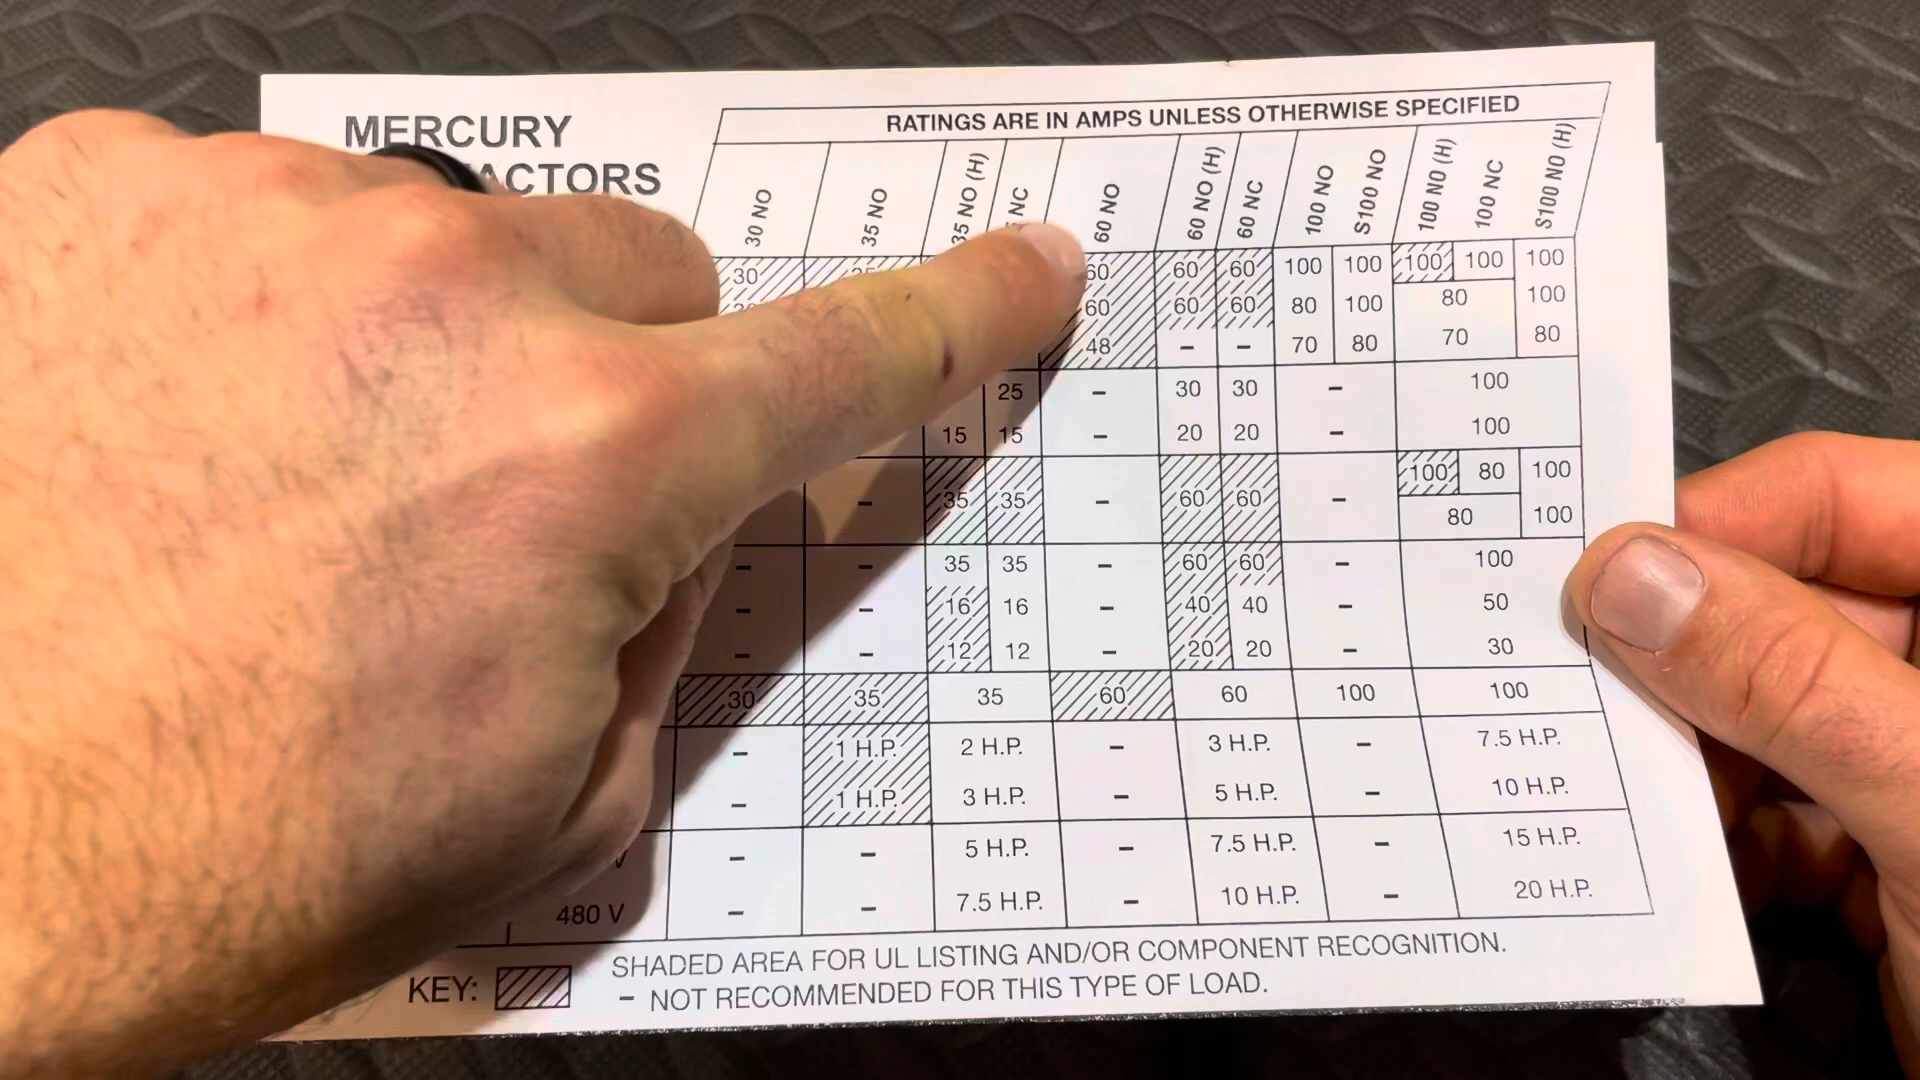 MERCURY
RATINGS ARE IN AMPS UNLESS OTHERWISE SPECIFIED
30 NO 35 NO 35 NO (H) NC 60 NO 60 NO (H) 60 NC 100 NO S100 NO 100 NO (H) 100 NC S100 NO (H)
30 60 60 60 100 100 100 100 100
60 60 60 80 100 80 100
48 - - 70 80 70 80
25 - 30 30 - 100
15 15 - 20 20 - 100
100 80 100
- 35 35 - 60 60 -
80 100
- - 35 35 - 60 60 - 100
- - 16 16 - 40 40 - 50
- - 12 12 - 20 20 - 30
30 35 35 60 60 100 100
- 1 H.P. 2 H.P. - 3 H.P. - 7.5 H.P.
- 1 H.P. 3 H.P. - 5 H.P. - 10 H.P.
V - - 5 H.P. - 7.5 H.P. - 15 H.P.
480 V - - 7.5 H.P. - 10 H.P. - 20 H.P.
KEY: SHADED AREA FOR UL LISTING AND/OR COMPONENT RECOGNITION.
- NOT RECOMMENDED FOR THIS TYPE OF LOAD.